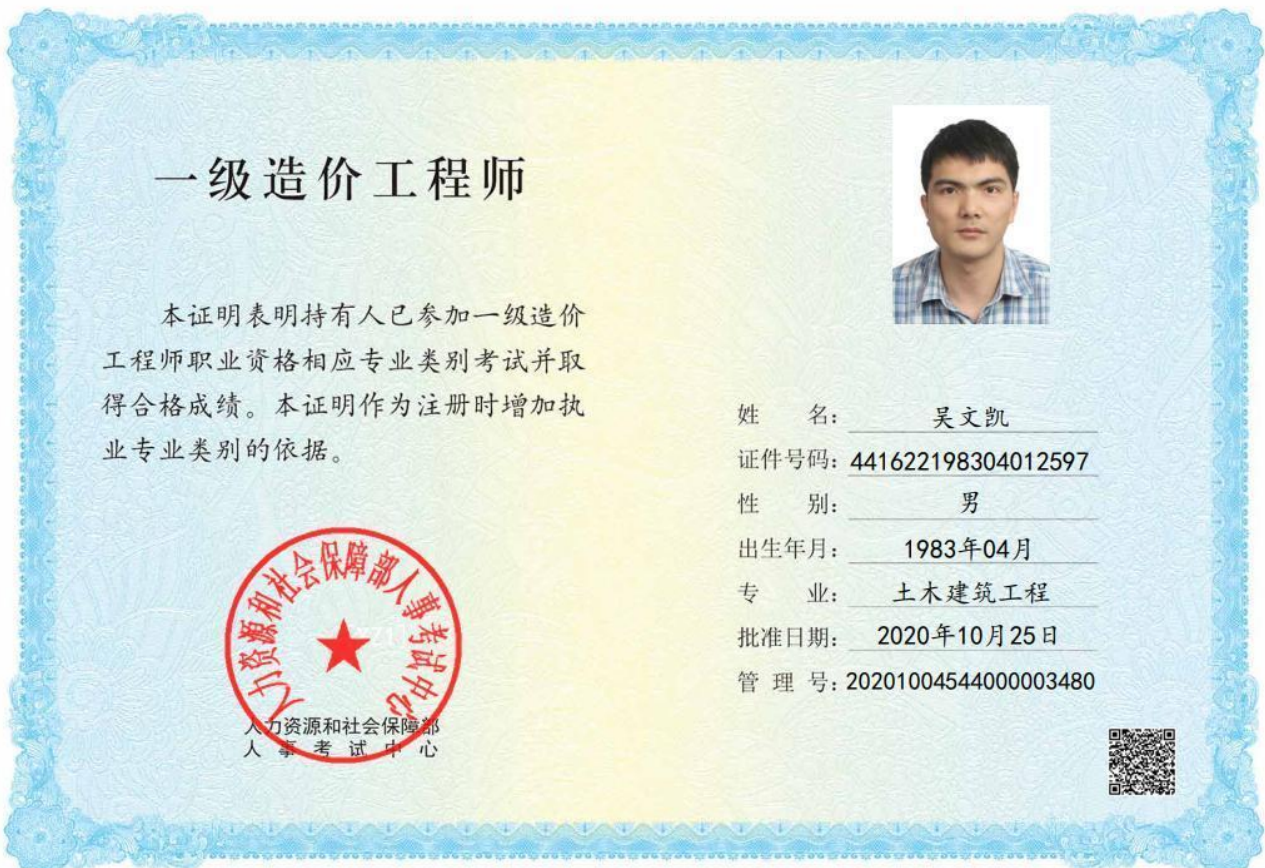 一级造价工程师
本证明表明持有人已参加一级造价
工程师职业资格相应专业类别考试并取
得合格成绩。本证明作为注册时增加执
业专业类别的依据。
人力资源和社会保障部人事考试中心
人力资源和社会保障部
人事考试中心
姓名：吴文凯
证件号码：441622198304012597
性别：男
出生年月：1983年04月
专业：土木建筑工程
批准日期：2020年10月25日
管理号：20201004544000003480